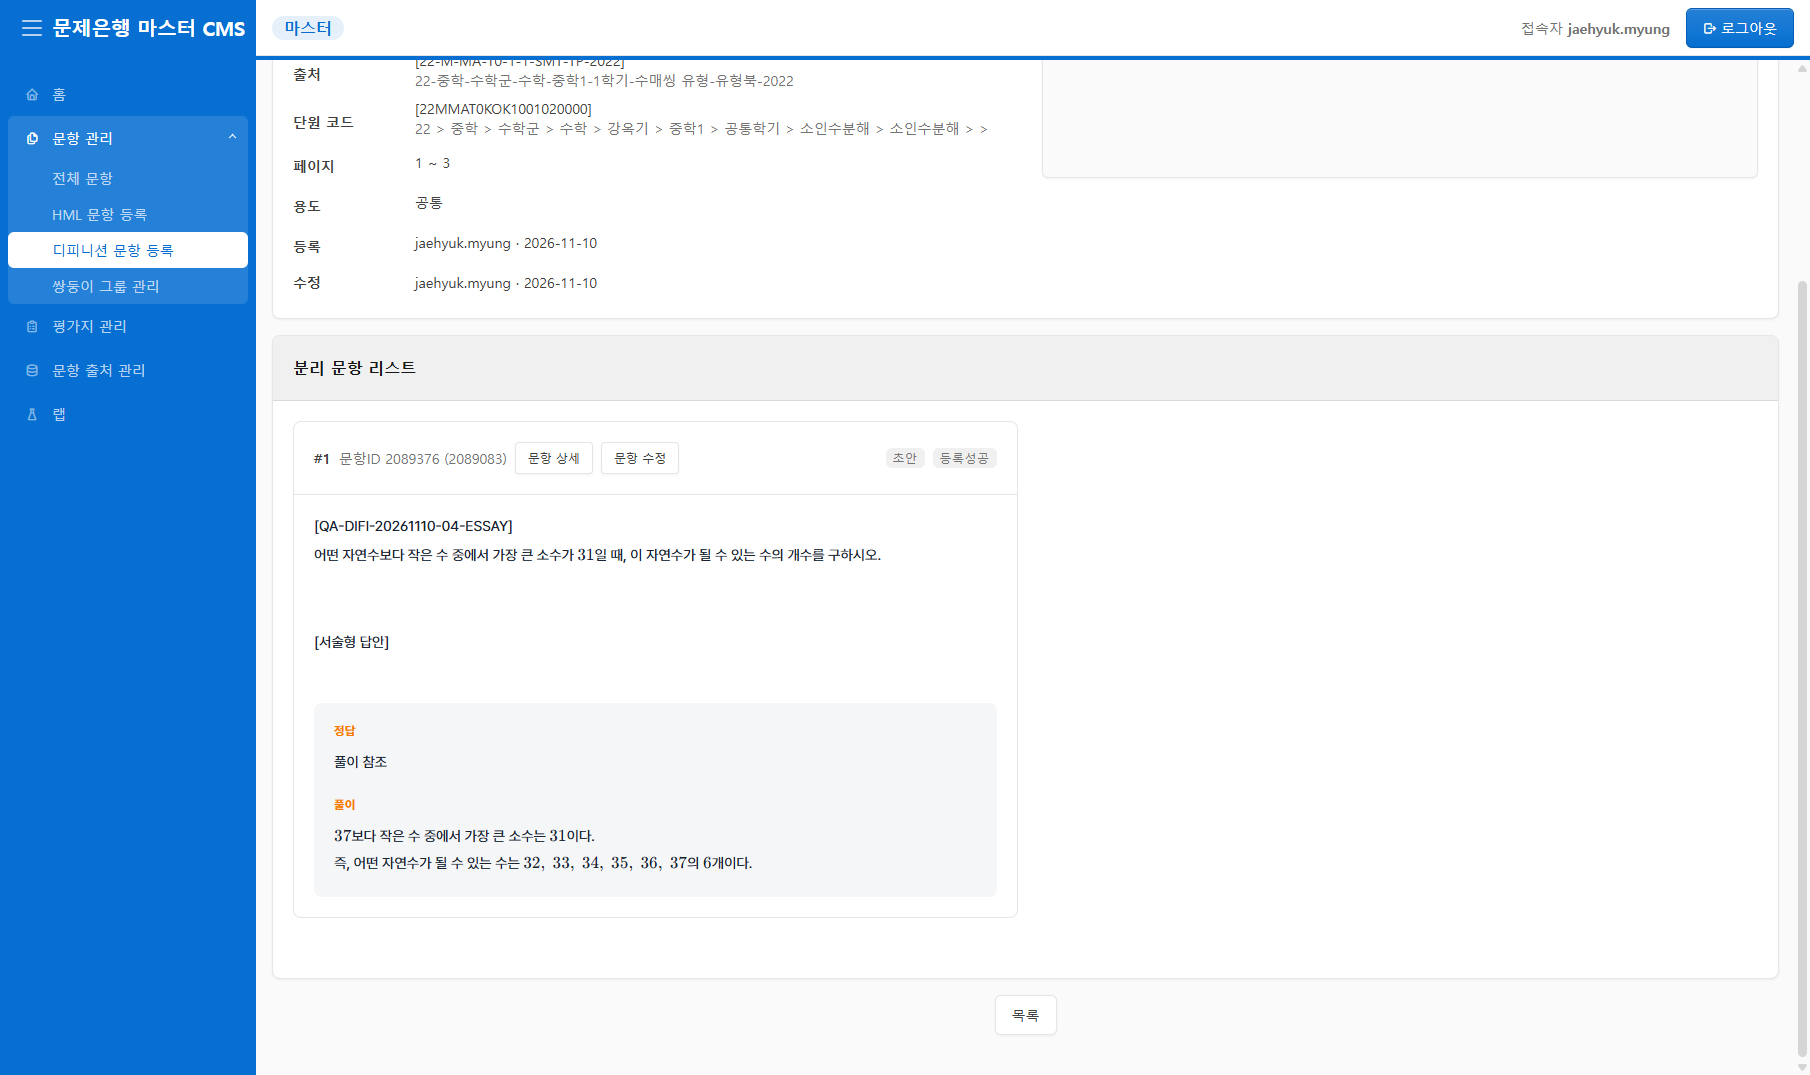 문제은행 마스터 CMS
마스터
접속자 jaehyuk.myung
로그아웃
홈
문항 관리
전체 문항
HML 문항 등록
디피니션 문항 등록
쌍둥이 그룹 관리
평가지 관리
문항 출처 관리
랩
출처
[22-M-MA-T0-1-1-SMT-TP-2022]
22-중학-수학군-수학-중학1-1학기-수매씽 유형-유형북-2022
단원 코드
[22MMAT0KOK1001020000]
22 > 중학 > 수학군 > 수학 > 강옥기 > 중학1 > 공통학기 > 소인수분해 > 소인수분해 > >
페이지
1 ~ 3
용도
공통
등록
jaehyuk.myung · 2026-11-10
수정
jaehyuk.myung · 2026-11-10
분리 문항 리스트
#1 문항ID 2089376 (2089083) 문항 상세 문항 수정 초안 등록성공
[QA-DIFI-20261110-04-ESSAY]
어떤 자연수보다 작은 수 중에서 가장 큰 소수가 31일 때, 이 자연수가 될 수 있는 수의 개수를 구하시오.
[서술형 답안]
정답
풀이 참조
풀이
37보다 작은 수 중에서 가장 큰 소수는 31이다.
즉, 어떤 자연수가 될 수 있는 수는 32, 33, 34, 35, 36, 37의 6개이다.
목록